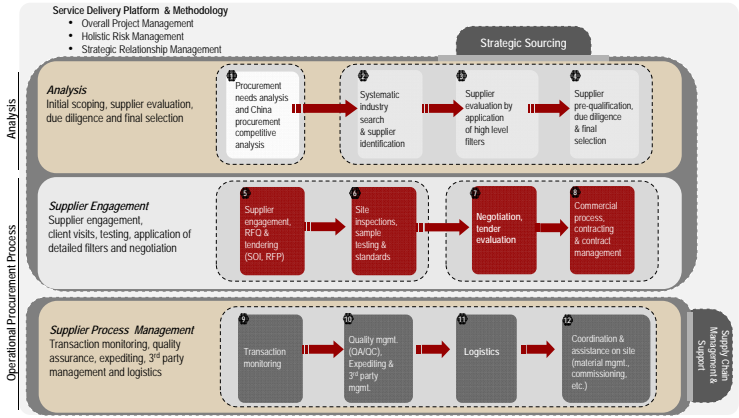 Service Delivery Platform & Methodology
• Overall Project Management
• Holistic Risk Management
• Strategic Relationship Management
Strategic Sourcing
Analysis
Analysis
Initial scoping, supplier evaluation,
due diligence and final selection
1
Procurement
needs analysis
and China
procurement
competitive
analysis
2
Systematic
industry
search
& supplier
identification
3
Supplier
evaluation by
application
of high level
filters
4
Supplier
pre-qualification,
due diligence
& final
selection
Operational Procurement Process
Supplier Engagement
Supplier engagement,
client visits, testing, application of
detailed filters and negotiation
5
Supplier
engagement,
RFQ &
tendering
(SOI, RFP)
6
Site
inspections,
sample
testing &
standards
7
Negotiation,
tender
evaluation
8
Commercial
process,
contracting
& contract
management
Supplier Process Management
Transaction monitoring, quality
assurance, expediting, 3rd party
management and logistics
9
Transaction
monitoring
10
Quality mgmt.
(QA/QC),
Expediting &
3rd party
mgmt.
11
Logistics
12
Coordination &
assistance on site
(material mgmt.,
commissioning,
etc.)
Supply Chain
Management &
Support